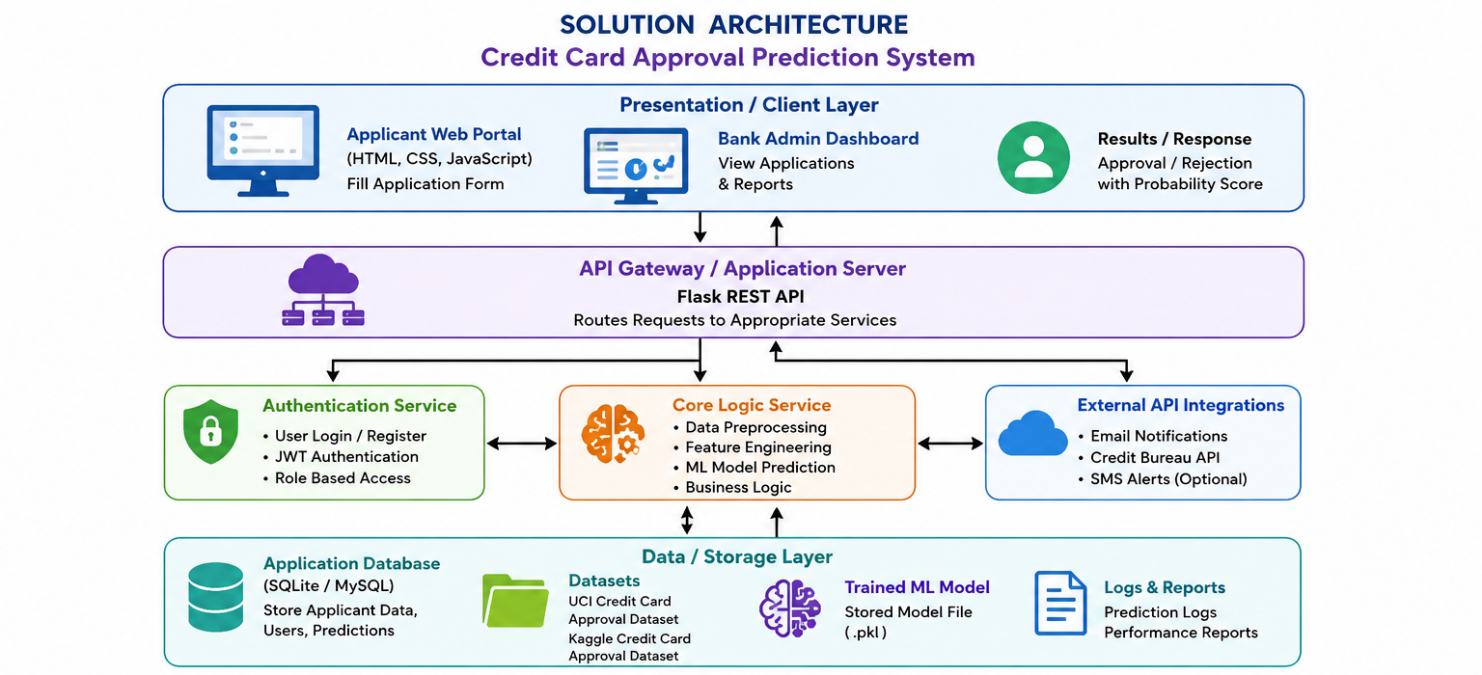 SOLUTION ARCHITECTURE
Credit Card Approval Prediction System
Presentation / Client Layer
Applicant Web Portal
(HTML, CSS, JavaScript)
Fill Application Form
Bank Admin Dashboard
View Applications
& Reports
Results / Response
Approval / Rejection
with Probability Score
API Gateway / Application Server
Flask REST API
Routes Requests to Appropriate Services
Authentication Service
• User Login / Register
• JWT Authentication
• Role Based Access
Core Logic Service
• Data Preprocessing
• Feature Engineering
• ML Model Prediction
• Business Logic
External API Integrations
• Email Notifications
• Credit Bureau API
• SMS Alerts (Optional)
Data / Storage Layer
Application Database
(SQLite / MySQL)
Store Applicant Data,
Users, Predictions
Datasets
UCI Credit Card
Approval Dataset
Kaggle Credit Card
Approval Dataset
Trained ML Model
Stored Model File
( .pkl )
Logs & Reports
Prediction Logs
Performance Reports